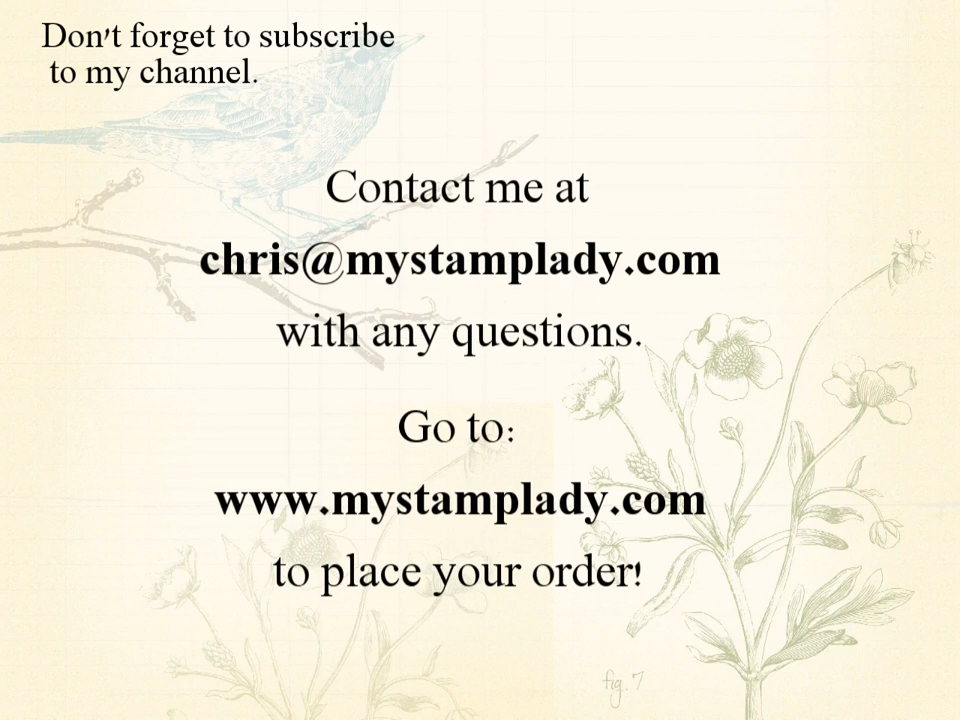 Don't forget to subscribe
to my channel.
Contact me at
chris@mystamplady.com
with any questions.
Go to:
www.mystamplady.com
to place your order!
fig. 7